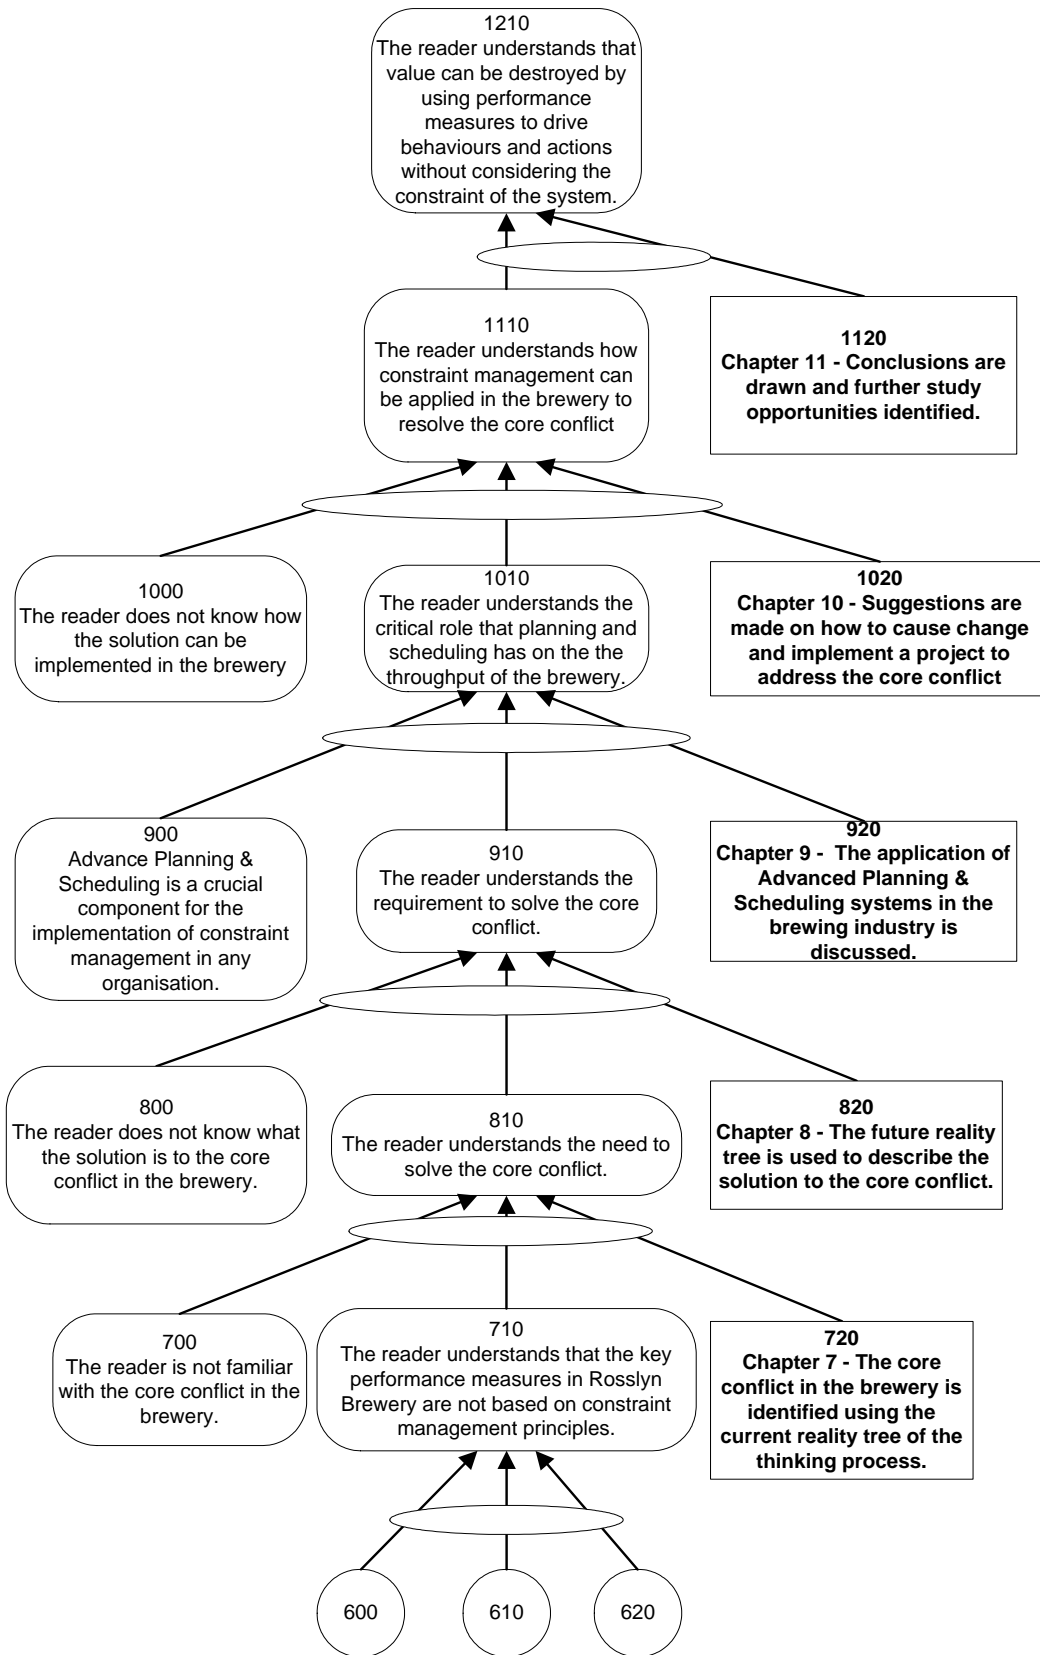 1210
The reader understands that
value can be destroyed by
using performance
measures to drive
behaviours and actions
without considering the
constraint of the system.
1110
The reader understands how
constraint management can
be applied in the brewery to
resolve the core conflict
1120
Chapter 11 - Conclusions are
drawn and further study
opportunities identified.
1000
The reader does not know how
the solution can be
implemented in the brewery
1010
The reader understands the
critical role that planning and
scheduling has on the the
throughput of the brewery.
1020
Chapter 10 - Suggestions are
made on how to cause change
and implement a project to
address the core conflict
900
Advance Planning &
Scheduling is a crucial
component for the
implementation of constraint
management in any
organisation.
910
The reader understands the
requirement to solve the core
conflict.
920
Chapter 9 -  The application of
Advanced Planning &
Scheduling systems in the
brewing industry is
discussed.
800
The reader does not know what
the solution is to the core
conflict in the brewery.
810
The reader understands the need to
solve the core conflict.
820
Chapter 8 - The future reality
tree is used to describe the
solution to the core conflict.
700
The reader is not familiar
with the core conflict in the
brewery.
710
The reader understands that the key
performance measures in Rosslyn
Brewery are not based on constraint
management principles.
720
Chapter 7 - The core
conflict in the brewery is
identified using the
current reality tree of the
thinking process.
600
610
620